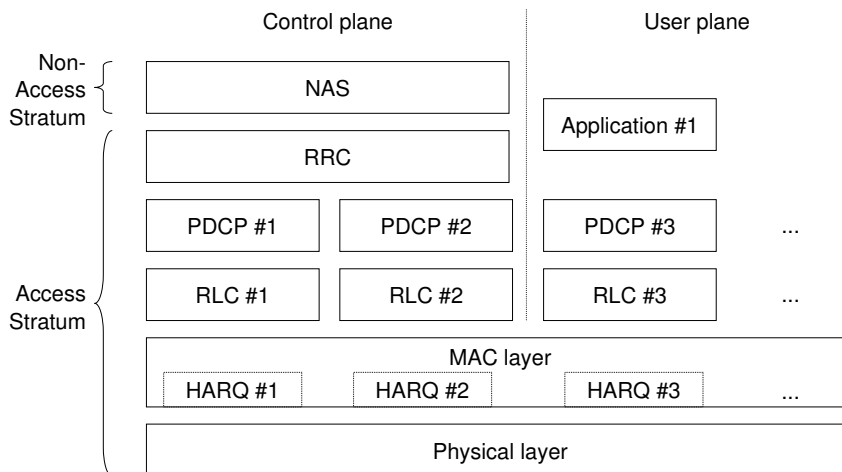 Control plane
User plane
Non-
Access
Stratum
NAS
Application #1
RRC
PDCP #1
PDCP #2
PDCP #3
...
Access
Stratum
RLC #1
RLC #2
RLC #3
...
MAC layer
HARQ #1
HARQ #2
HARQ #3
...
Physical layer